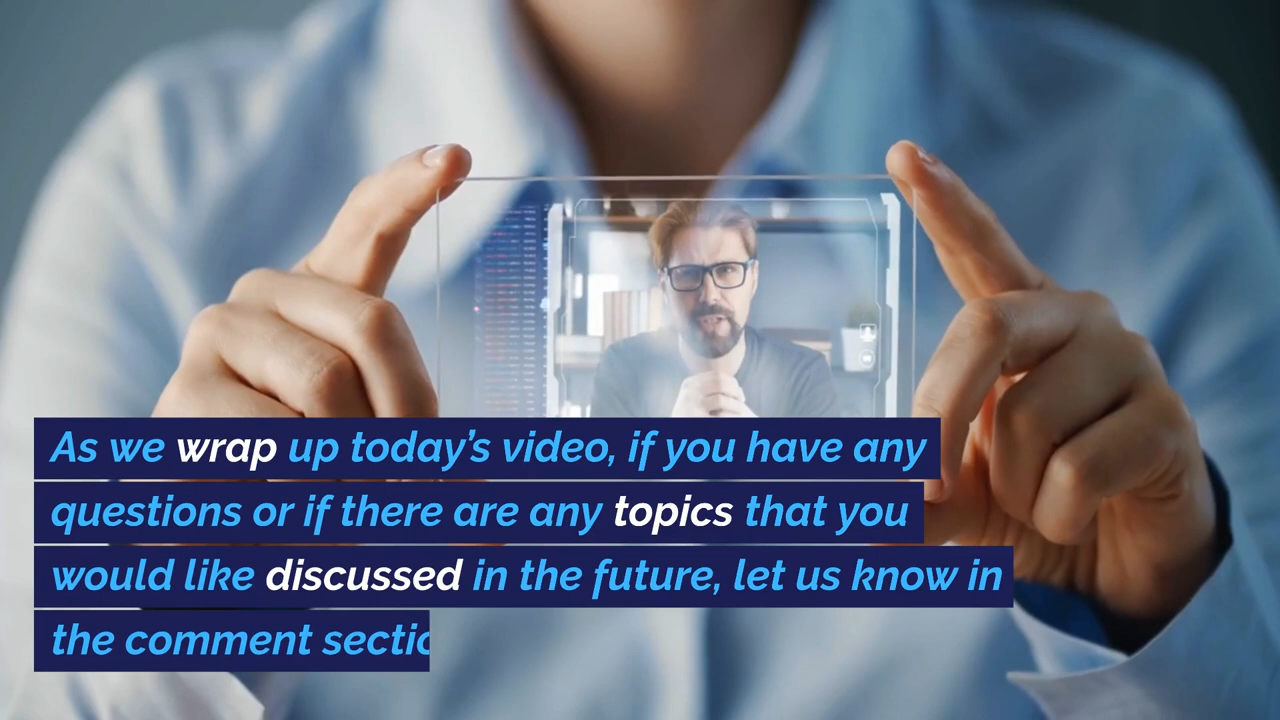 As we wrap up today's video, if you have any
questions or if there are any topics that you
would like discussed in the future, let us know in
the comment sectio